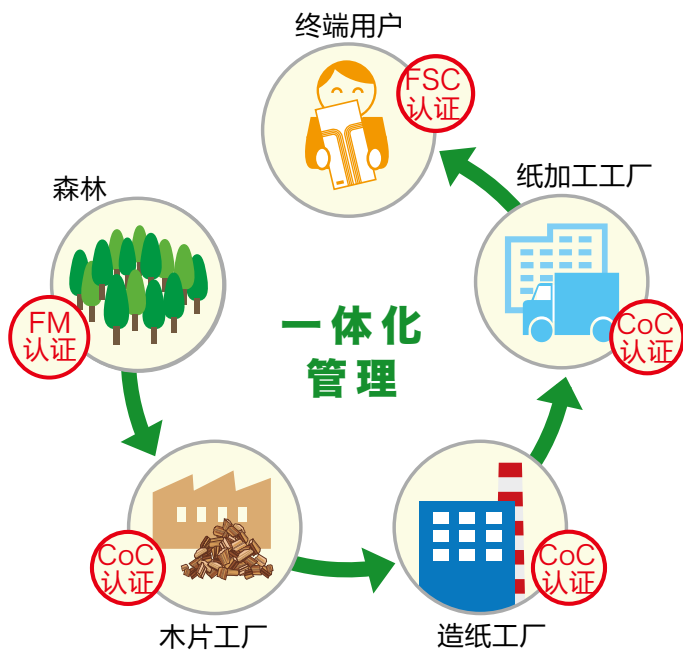 终端用户
FSC
认证
森林
FM
认证
纸加工工厂
CoC
认证
一体化
管理
CoC
认证
木片工厂
CoC
认证
造纸工厂